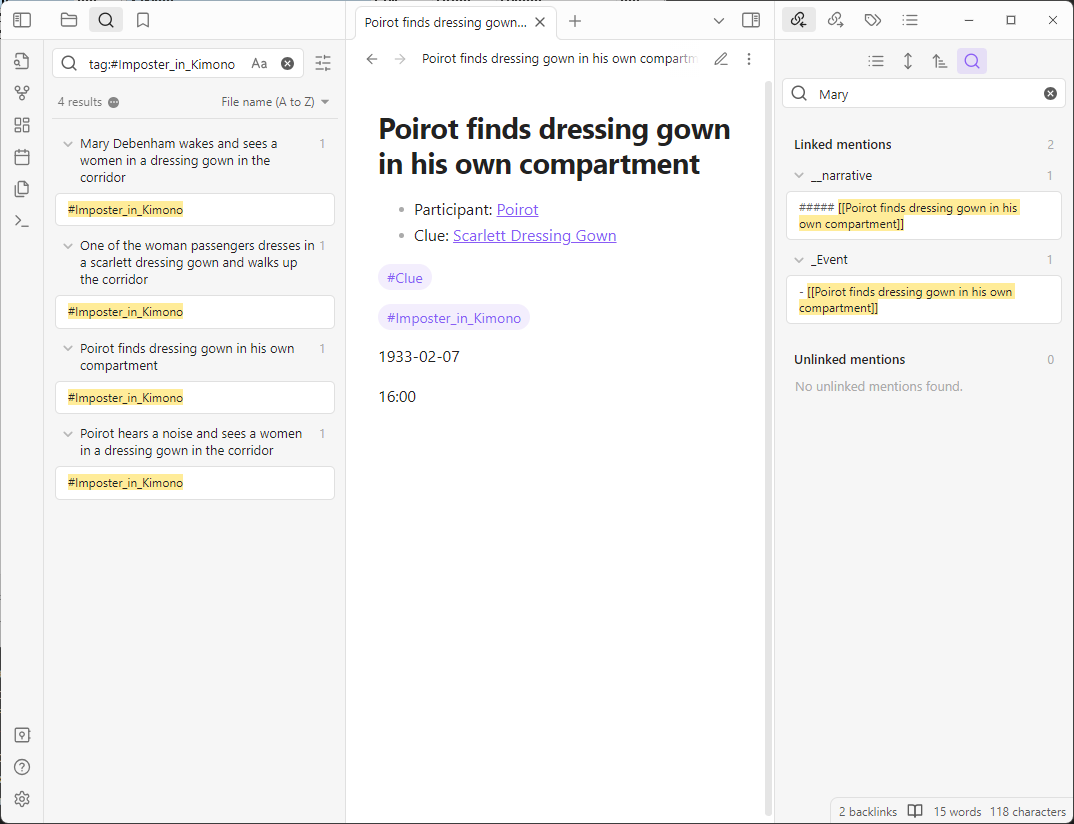 Poirot finds dressing gown...
tag:#Imposter_in_Kimono
Aa
4 results
File name (A to Z)
Mary Debenham wakes and sees a
women in a dressing gown in the
corridor
1
#Imposter_in_Kimono
One of the woman passengers dresses in
a scarlett dressing gown and walks up
the corridor
1
#Imposter_in_Kimono
Poirot finds dressing gown in his own
compartment
1
#Imposter_in_Kimono
Poirot hears a noise and sees a women
in a dressing gown in the corridor
1
#Imposter_in_Kimono
Poirot finds dressing gown in his own compartm
Poirot finds dressing gown
in his own compartment
Participant: Poirot
Clue: Scarlett Dressing Gown
#Clue
#Imposter_in_Kimono
1933-02-07
16:00
Mary
Linked mentions 2
__narrative 1
##### [[Poirot finds dressing gown in his
own compartment]]
_Event 1
- [[Poirot finds dressing gown in his own
compartment]]
Unlinked mentions 0
No unlinked mentions found.
2 backlinks 15 words 118 characters